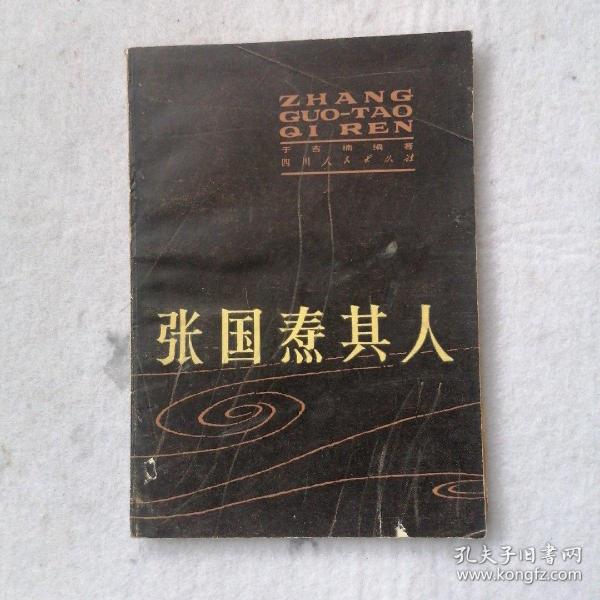 ZHANG
GUO-TAO
QI REN
于吉楠编著
四川人民出版社
张国焘其人
孔夫子旧書网
www.kongfz.com